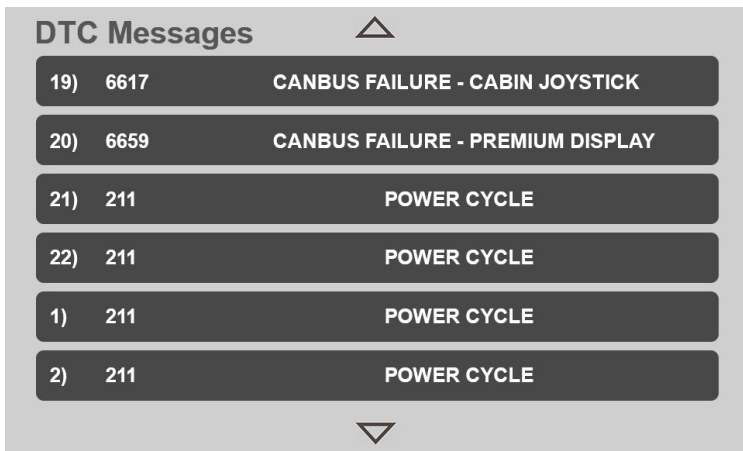 DTC Messages
19) 6617 CANBUS FAILURE - CABIN JOYSTICK
20) 6659 CANBUS FAILURE - PREMIUM DISPLAY
21) 211 POWER CYCLE
22) 211 POWER CYCLE
1) 211 POWER CYCLE
2) 211 POWER CYCLE